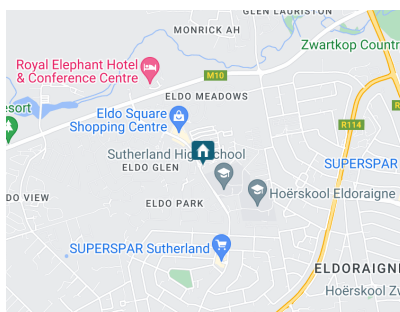 GLEN LAURISTON
MONRICK AH
Zwartkop Countr
Royal Elephant Hotel
& Conference Centre
M10
ELDO MEADOWS
esort
Eldo Square
Shopping Centre
R114
Sutherland High School
SUPERSPAR
ELDO GLEN
Hoërskool Eldoraigne
DO VIEW
ELDO PARK
SUPERSPAR Sutherland
ELDORAIGNE
Hoërskool Zw